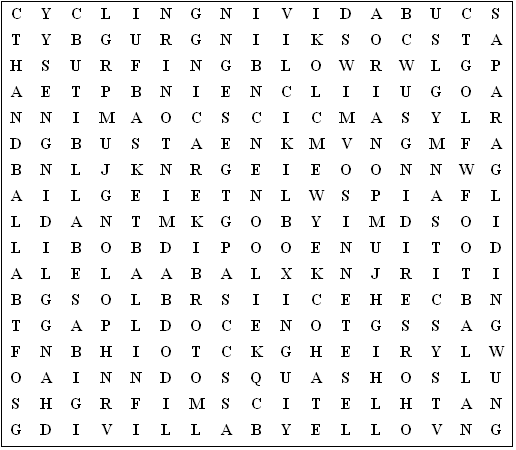 C Y C L I N G N I V I D A B U C S
T Y B G U R G N I I K S O C S T A
H S U R F I N G B L O W R W L G P
A E T P B N I E N C L I I U G O A
N N I M A O C S C I C M A S Y L R
D G B U S T A E N K M V N G M F A
B N L J K N R G E I E O O N N W G
A I L G E I E T N L W S P I A F L
L D A N T M K G O B Y I M D S O I
L I B O B D I P O O E N U I T O D
A L E L A A B A L X K N J R I T I
B G S O L B R S I I C E H E C B N
T G A P L D O C E N O T G S S A G
F N B H I O T C K G H E I R Y L W
O A I N N D O S Q U A S H O S L U
S H G R F I M S C I T E L H T A N
G D I V I L L A B Y E L L O V N G